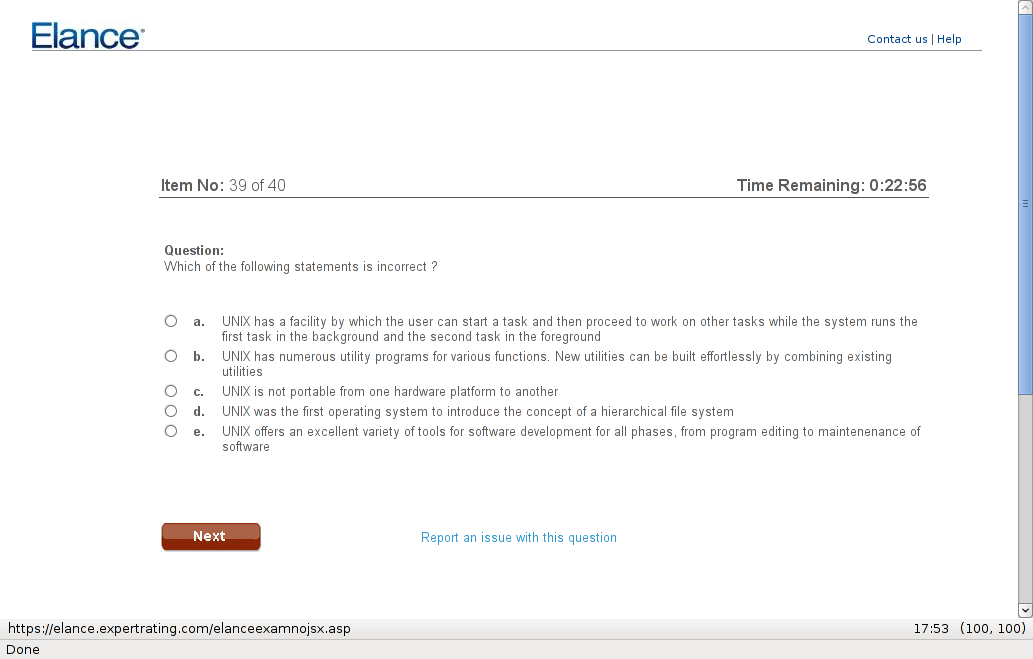 Elance
Contact us | Help
Item No: 39 of 40
Time Remaining: 0:22:56
Question:
Which of the following statements is incorrect ?
a. UNIX has a facility by which the user can start a task and then proceed to work on other tasks while the system runs the
first task in the background and the second task in the foreground
b. UNIX has numerous utility programs for various functions. New utilities can be built effortlessly by combining existing
utilities
c. UNIX is not portable from one hardware platform to another
d. UNIX was the first operating system to introduce the concept of a hierarchical file system
e. UNIX offers an excellent variety of tools for software development for all phases, from program editing to maintenenance of
software
Next
Report an issue with this question
https://elance.expertrating.com/elanceexamnojsx.asp
17:53 (100, 100)
Done